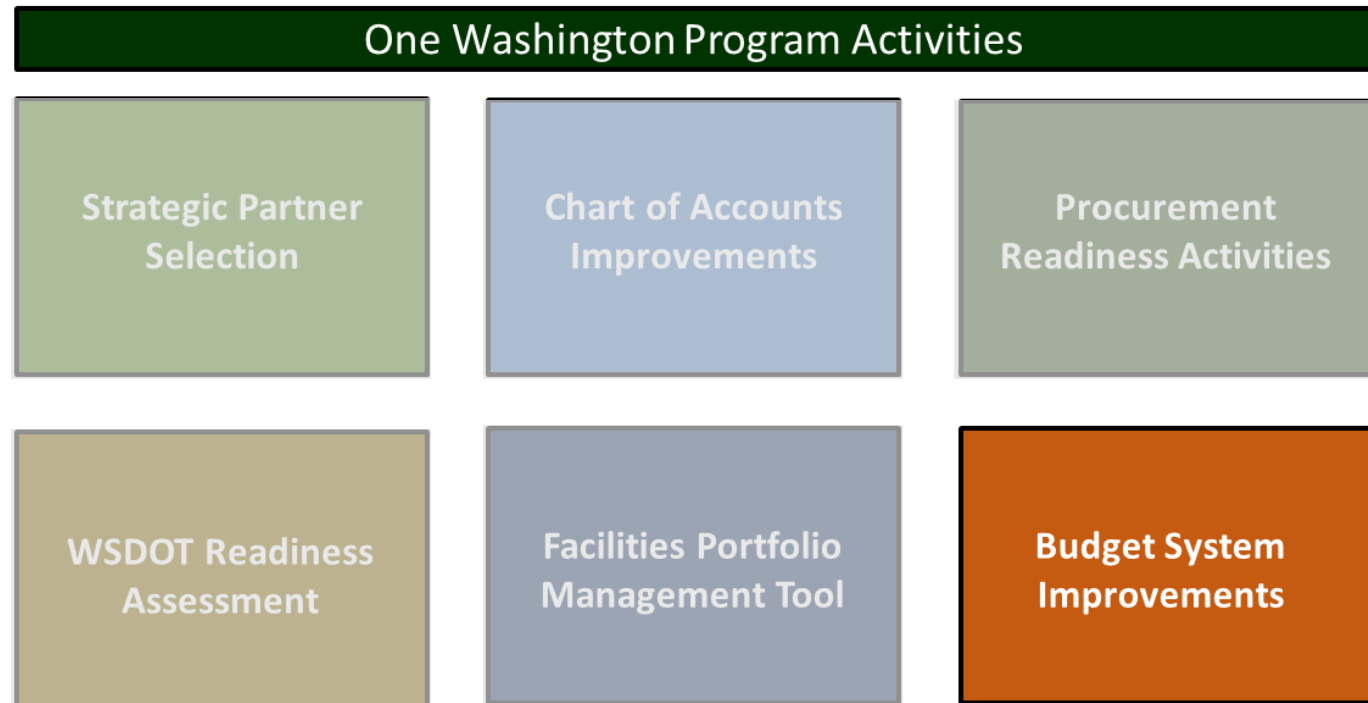 One Washington Program Activities
Strategic Partner
Selection
Chart of Accounts
Improvements
Procurement
Readiness Activities
WSDOT Readiness
Assessment
Facilities Portfolio
Management Tool
Budget System
Improvements